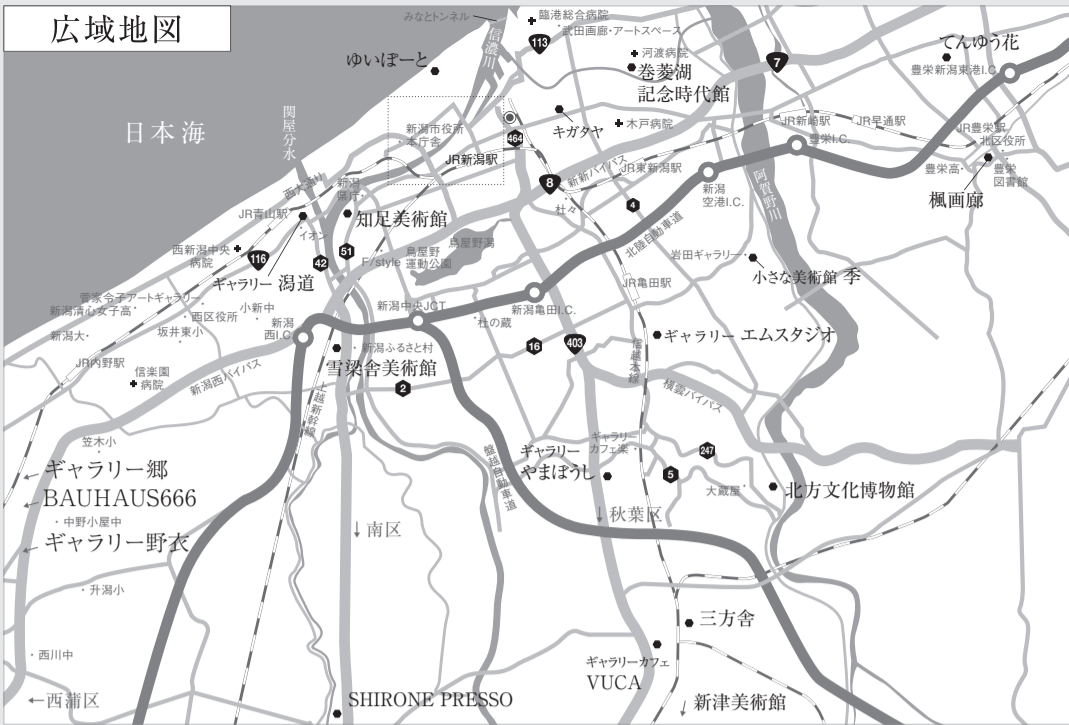 広域地図
みなとトンネル
臨港総合病院
武田画廊・アートスペース
113
信濃川
河渡病院
ゆいぽーと
巻菱湖
記念時代館
7
てんゆう花
豊栄新潟東港I.C.
日本海
関屋分水
新潟市役所
本庁舎
キガタヤ
木戸病院
464
JR新潟駅
JR新崎駅
JR早通駅
豊栄I.C.
JR豊栄駅
北区役所
豊栄高
豊栄
図書館
楓画廊
新新バイパス
JR東新潟駅
8
杜々
新潟
空港I.C.
阿賀野川
4
西大通り
新潟
県庁
JR青山駅
イオン
知足美術館
西新潟中央
病院
116
ギャラリー 潟道
42
51
F/style
鳥屋野
運動公園
鳥屋野潟
北陸自動車道
岩田ギャラリー
小さな美術館 季
JR亀田駅
菅家令子アートギャラリー
新潟清心女子高
新潟大
西区役所
小新中
坂井東小
新潟
西I.C.
新潟中央JCT
新潟亀田I.C.
杜の蔵
JR内野駅
信楽園
病院
新潟西バイパス
新潟ふるさと村
雪梁舎美術館
2
16
403
信越本線
ギャラリー エムスタジオ
横雲バイパス
上越新幹線
笠木小
←ギャラリー郷
←BAUHAUS666
中野小屋中
←ギャラリー野衣
升潟小
西川中
←西蒲区
↓南区
磐越自動車道
ギャラリー
やまぼうし
ギャラリー
カフェ楽
247
5
大蔵屋
北方文化博物館
↓秋葉区
三方舎
ギャラリーカフェ
VUCA
↓新津美術館
SHIRONE PRESSO